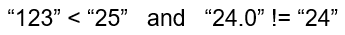 “123” < “25”   and   “24.0” != “24”